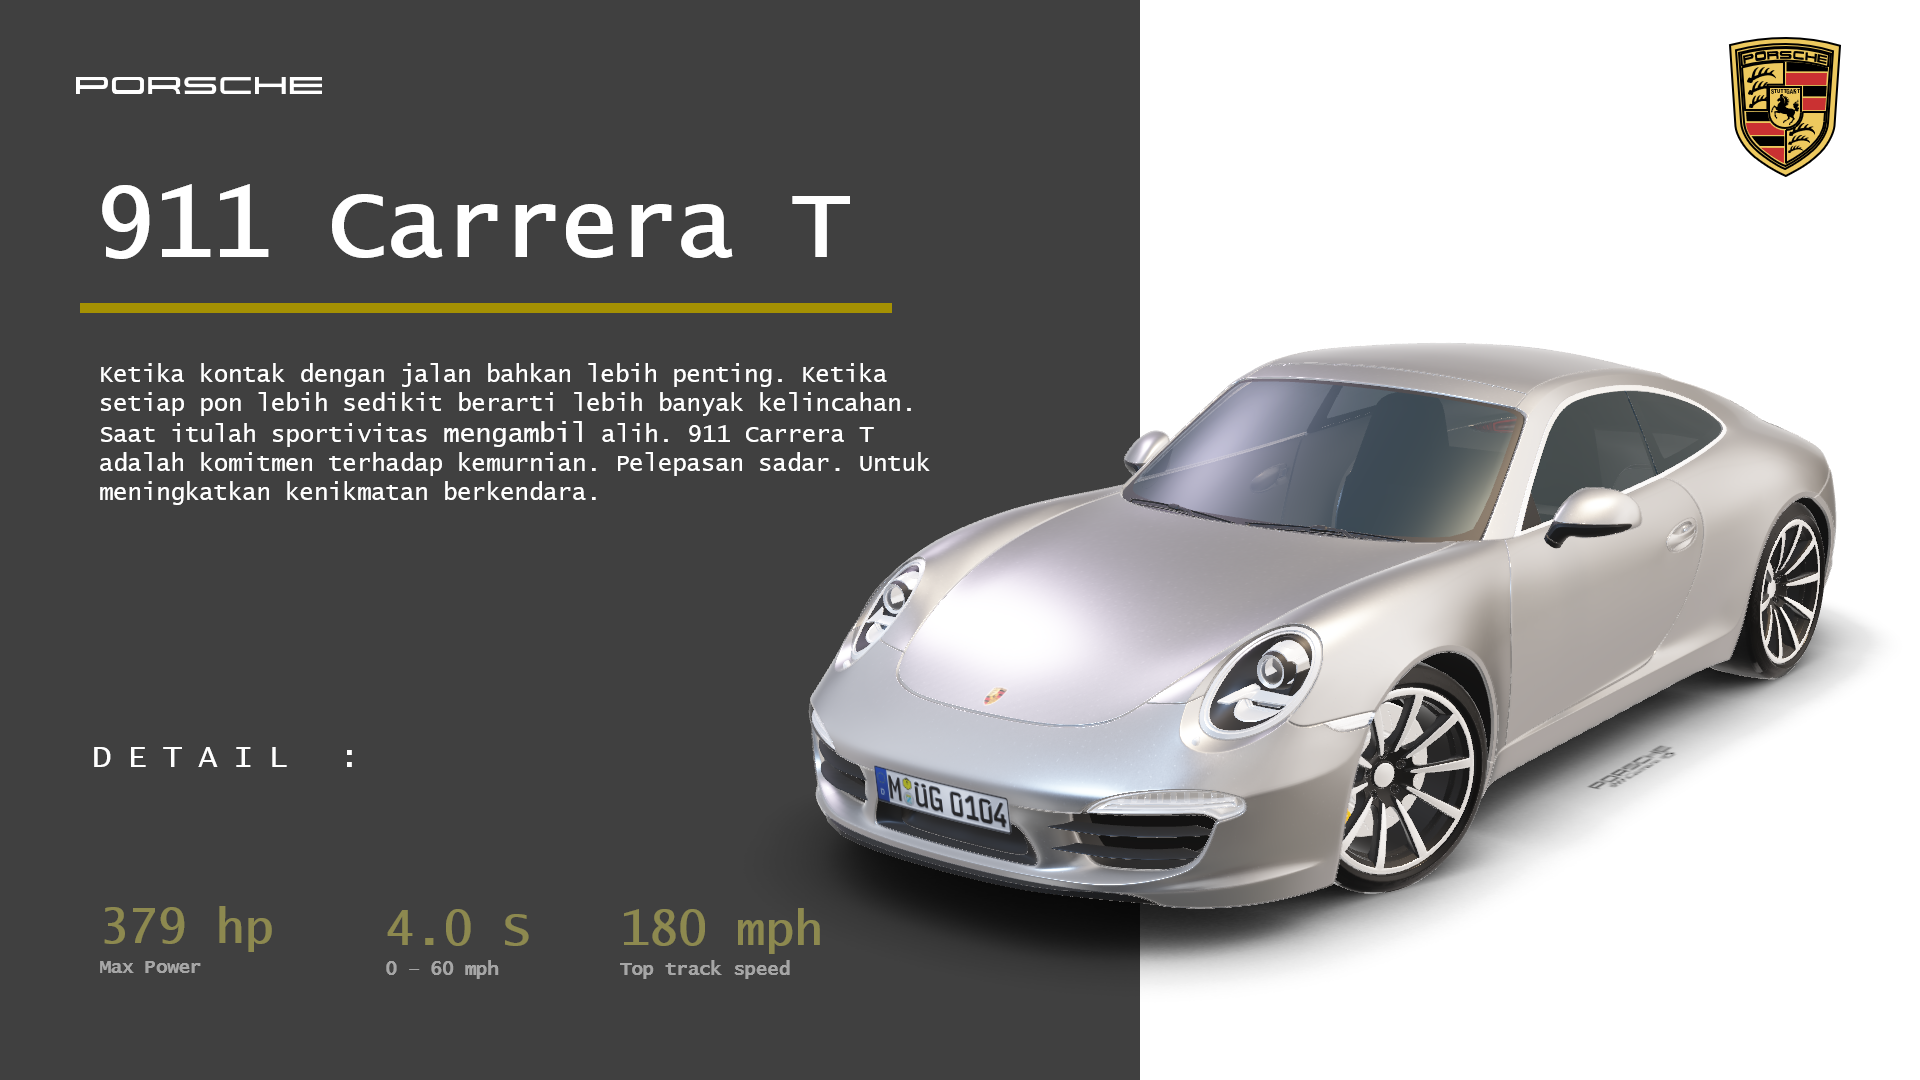 PORSCHE
PORSCHE
STUTTGART
911 Carrera T
Ketika kontak dengan jalan bahkan lebih penting. Ketika
setiap pon lebih sedikit berarti lebih banyak kelincahan.
Saat itulah sportivitas mengambil alih. 911 Carrera T
adalah komitmen terhadap kemurnian. Pelepasan sadar. Untuk
meningkatkan kenikmatan berkendara.
DETAIL :
M ÜG 0104
PORSCHE
379 hp
Max Power
4.0 S
0 – 60 mph
180 mph
Top track speed